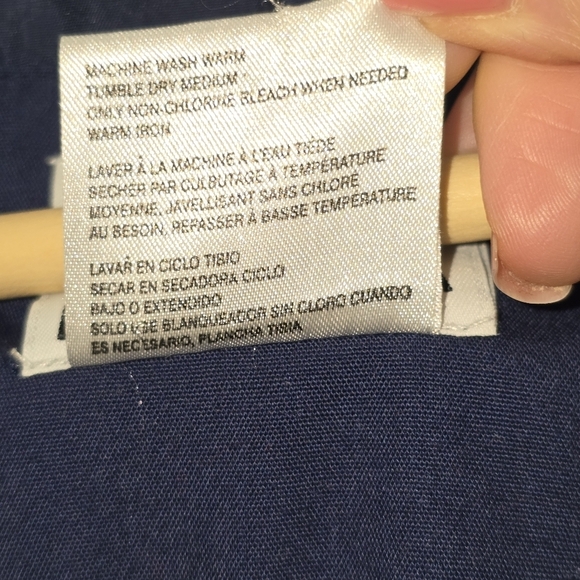 MACHINE WASH WARM
TUMBLE DRY MEDIUM
ONLY NON-CHLORINE BLEACH WHEN NEEDED
WARM IRON
LAVER À LA MACHINE À L'EAU TIÈDE
SECHER PAR CULBUTAGE À TEMPÉRATURE
MOYENNE, JAVELLISANT SANS CHLORE
AU BESOIN, REPASSER À BASSE TEMPÉRATURE
LAVAR EN CICLO TIBIO
SECAR EN SECADORA CICLO
BAJO O EXTENDIDO
SOLO USE BLANQUEADOR SIN CLORO CUANDO
ES NECESARIO, PLANCHA TIBIA